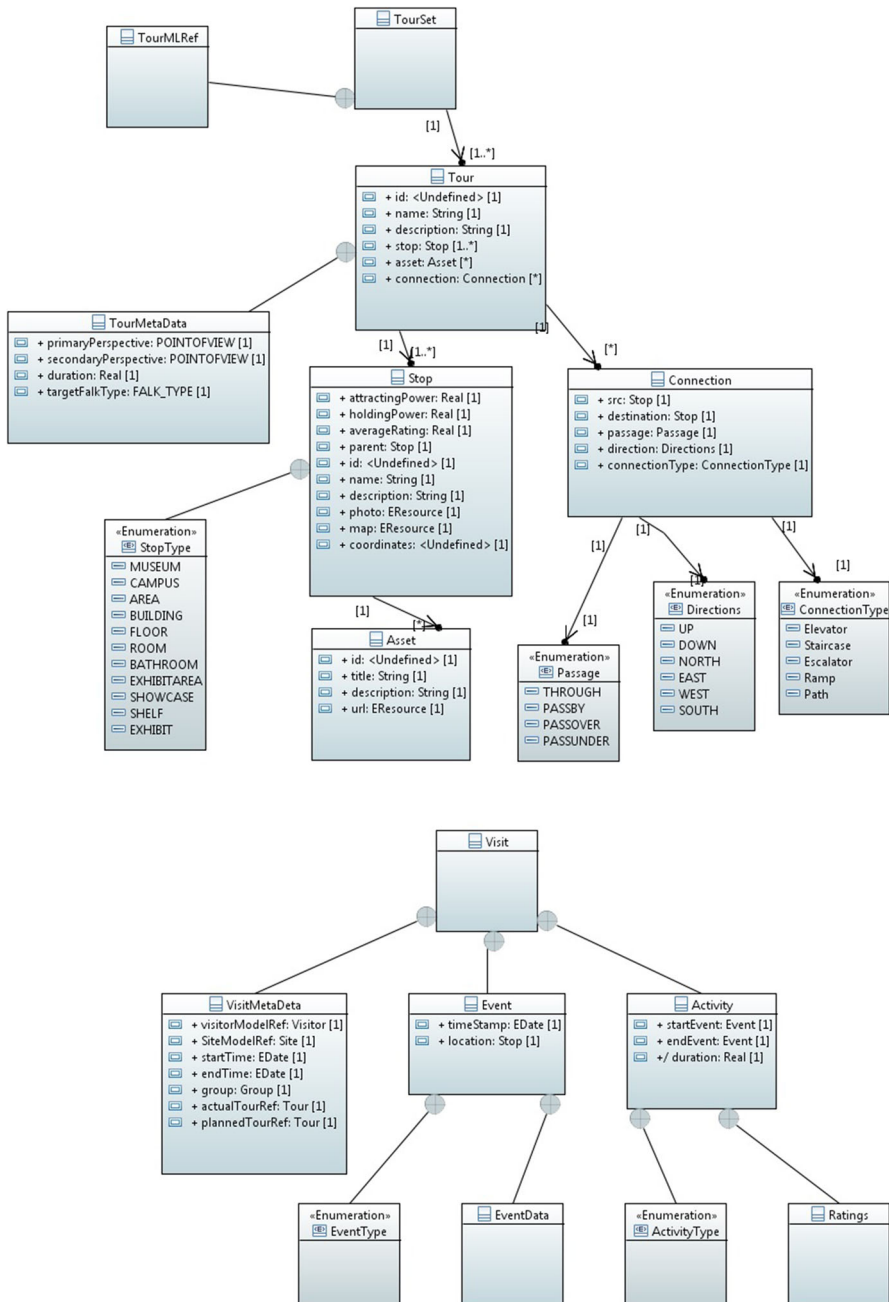 TourMLRef
TourSet
[1]
[1..*]
Tour
+ id: <Undefined> [1]
+ name: String [1]
+ description: String [1]
+ stop: Stop [1..*]
+ asset: Asset [*]
+ connection: Connection [*]
TourMetaData
+ primaryPerspective: POINTOFVIEW [1]
+ secondaryPerspective: POINTOFVIEW [1]
+ duration: Real [1]
+ targetFalkType: FALK_TYPE [1]
[1]
[1..*]
[1]
[*]
Stop
+ attractingPower: Real [1]
+ holdingPower: Real [1]
+ averageRating: Real [1]
+ parent: Stop [1]
+ id: <Undefined> [1]
+ name: String [1]
+ description: String [1]
+ photo: EResource [1]
+ map: EResource [1]
+ coordinates: <Undefined> [1]
Connection
+ src: Stop [1]
+ destination: Stop [1]
+ passage: Passage [1]
+ direction: Directions [1]
+ connectionType: ConnectionType [1]
«Enumeration»
StopType
MUSEUM
CAMPUS
AREA
BUILDING
FLOOR
ROOM
BATHROOM
EXHIBITAREA
SHOWCASE
SHELF
EXHIBIT
[1]
[*]
Asset
+ id: <Undefined> [1]
+ title: String [1]
+ description: String [1]
+ url: EResource [1]
[1]
[1]
«Enumeration»
Passage
THROUGH
PASSBY
PASSOVER
PASSUNDER
[1]
[1]
«Enumeration»
Directions
UP
DOWN
NORTH
EAST
WEST
SOUTH
[1]
[1]
«Enumeration»
ConnectionType
Elevator
Staircase
Escalator
Ramp
Path
Visit
VisitMetaDeta
+ visitorModelRef: Visitor [1]
+ SiteModelRef: Site [1]
+ startTime: EDate [1]
+ endTime: EDate [1]
+ group: Group [1]
+ actualTourRef: Tour [1]
+ plannedTourRef: Tour [1]
Event
+ timeStamp: EDate [1]
+ location: Stop [1]
Activity
+ startEvent: Event [1]
+ endEvent: Event [1]
+/ duration: Real [1]
«Enumeration»
EventType
EventData
«Enumeration»
ActivityType
Ratings